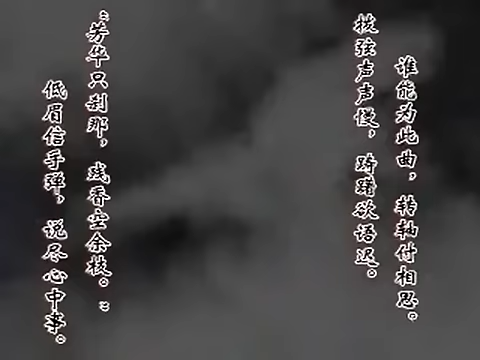 谁能为此曲，转轴付相思。
拨弦声声慢，踌躇欲语迟。
“芳华只刹那，残香空余枝。”
低眉信手弹，说尽心中事。